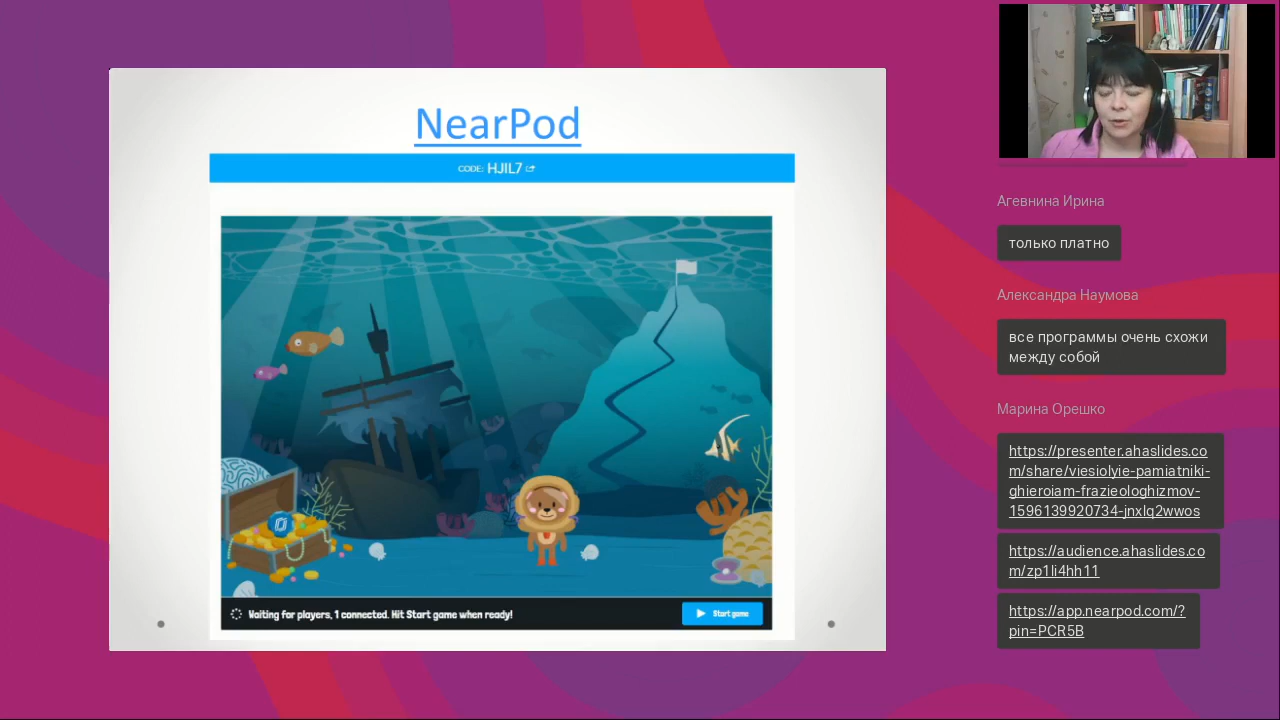 NearPod
CODE: HJIL7
Waiting for players, 1 connected. Hit Start game when ready!
Start game
Агевнина Ирина
только платно
Александра Наумова
все программы очень схожи
между собой
Марина Орешко
https://presenter.ahaslides.co
m/share/viesiolyie-pamiatniki-
ghieroiam-frazieologhizmov-
1596139920734-jnxlq2wwos
https://audience.ahaslides.co
m/zp1li4hh11
https://app.nearpod.com/?
pin=PCR5B